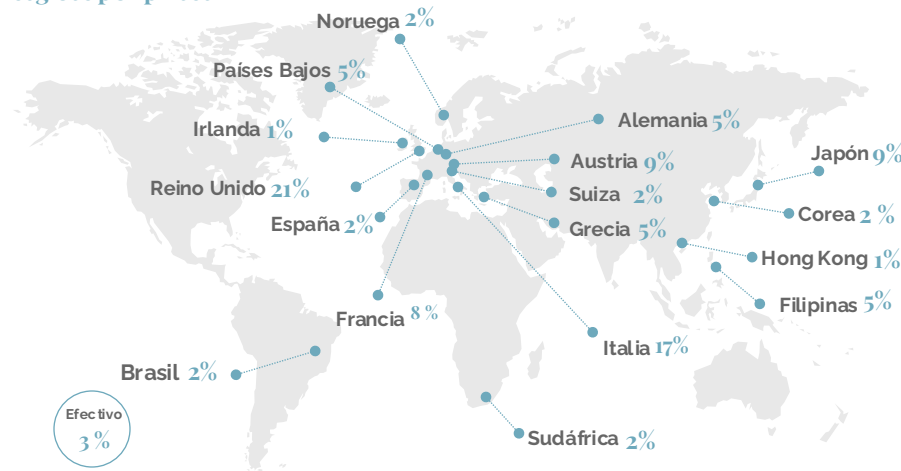 Noruega 2%
Países Bajos 5%
Alemania 5%
Irlanda 1%
Japón 9%
Austria 9%
Reino Unido 21%
Suiza 2%
España 2%
Corea 2 %
Grecia 5%
Hong Kong 1%
Filipinas 5%
Francia 8 %
Italia 17%
Brasil 2%
Efectivo
3 %
Sudáfrica 2%